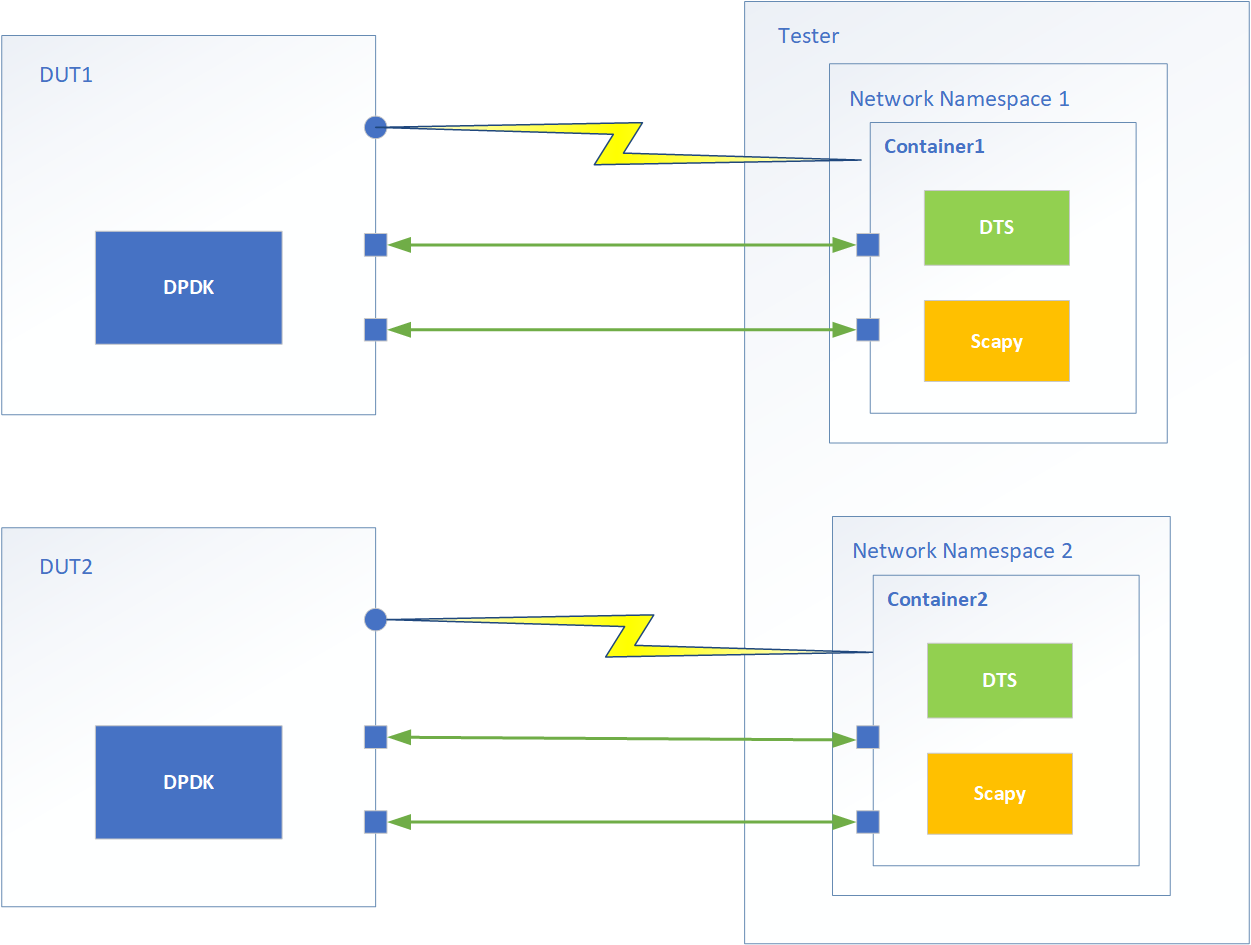 DUT1
DPDK
Tester
Network Namespace 1
Container1
DTS
Scapy
DUT2
DPDK
Network Namespace 2
Container2
DTS
Scapy